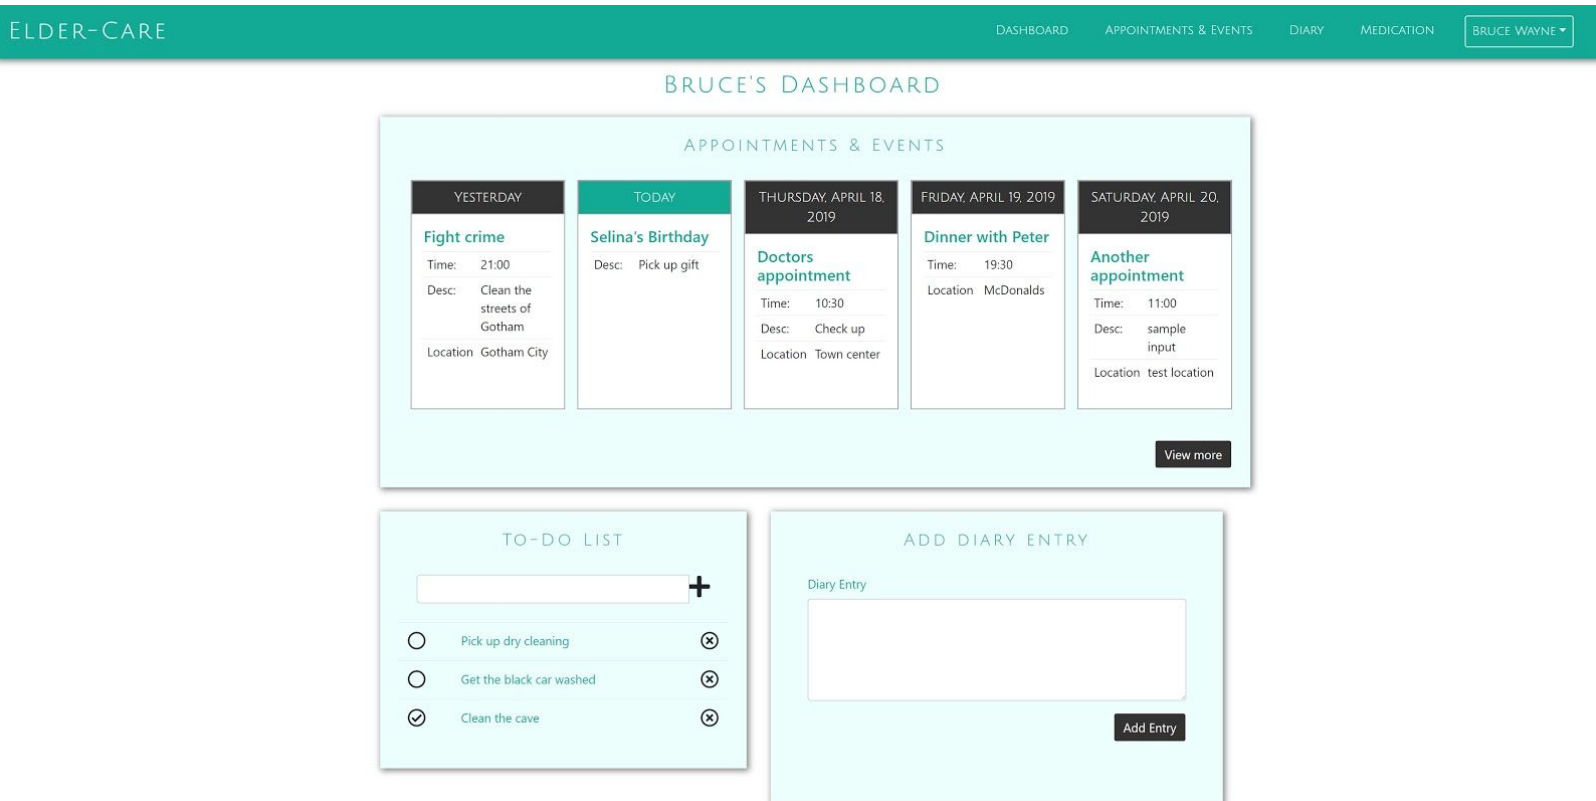 Elder-Care
Dashboard
Appointments & Events
Diary
Medication
Bruce Wayne
Bruce's Dashboard
Appointments & Events
Yesterday
Fight crime
Time: 21:00
Desc: Clean the
streets of
Gotham
Location Gotham City
Today
Selina's Birthday
Desc: Pick up gift
Thursday, April 18,
2019
Doctors
appointment
Time: 10:30
Desc: Check up
Location Town center
Friday, April 19, 2019
Dinner with Peter
Time: 19:30
Location McDonalds
Saturday, April 20,
2019
Another
appointment
Time: 11:00
Desc: sample
input
Location test location
View more
To-Do List
Pick up dry cleaning
Get the black car washed
Clean the cave
Add diary entry
Diary Entry
Add Entry